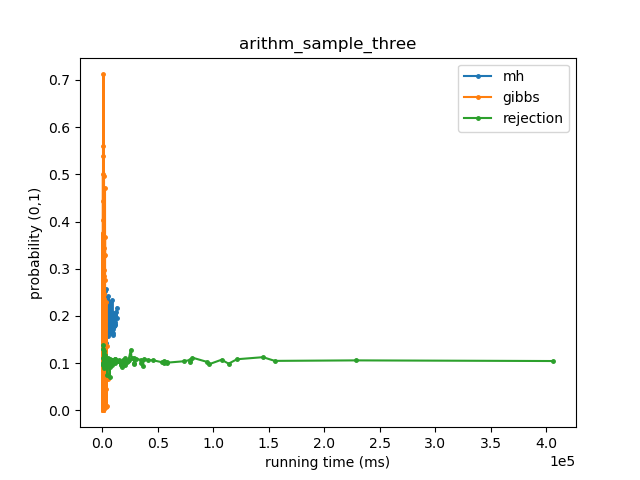 arithm_sample_three
mh
gibbs
rejection
probability (0,1)
0.7
0.6
0.5
0.4
0.3
0.2
0.1
0.0
0.0 0.5 1.0 1.5 2.0 2.5 3.0 3.5 4.0
1e5
running time (ms)